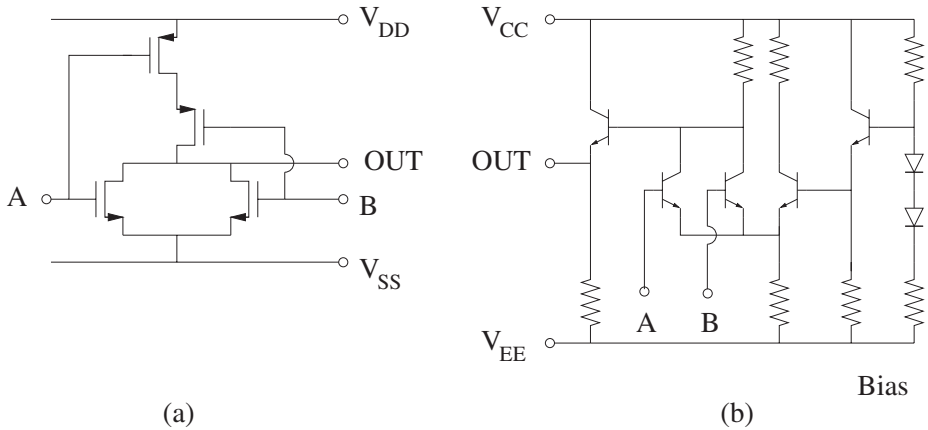 V_DD
OUT
A
B
V_SS
(a)
V_CC
OUT
A
B
V_EE
Bias
(b)